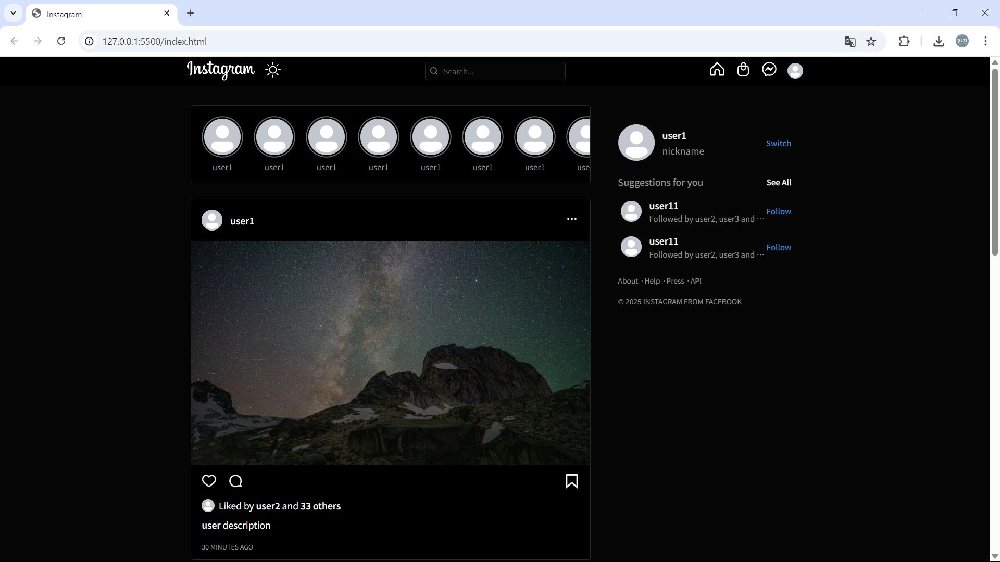 Instagram
127.0.0.1:5500/index.html
현진
Instagram
Search...
user1 user1 user1 user1 user1 user1 user1 use
user1
nickname
Switch
Suggestions for you See All
user11
Followed by user2, user3 and ···
Follow
user11
Followed by user2, user3 and ···
Follow
About · Help · Press · API
© 2025 INSTAGRAM FROM FACEBOOK
user1
Liked by user2 and 33 others
user description
30 MINUTES AGO